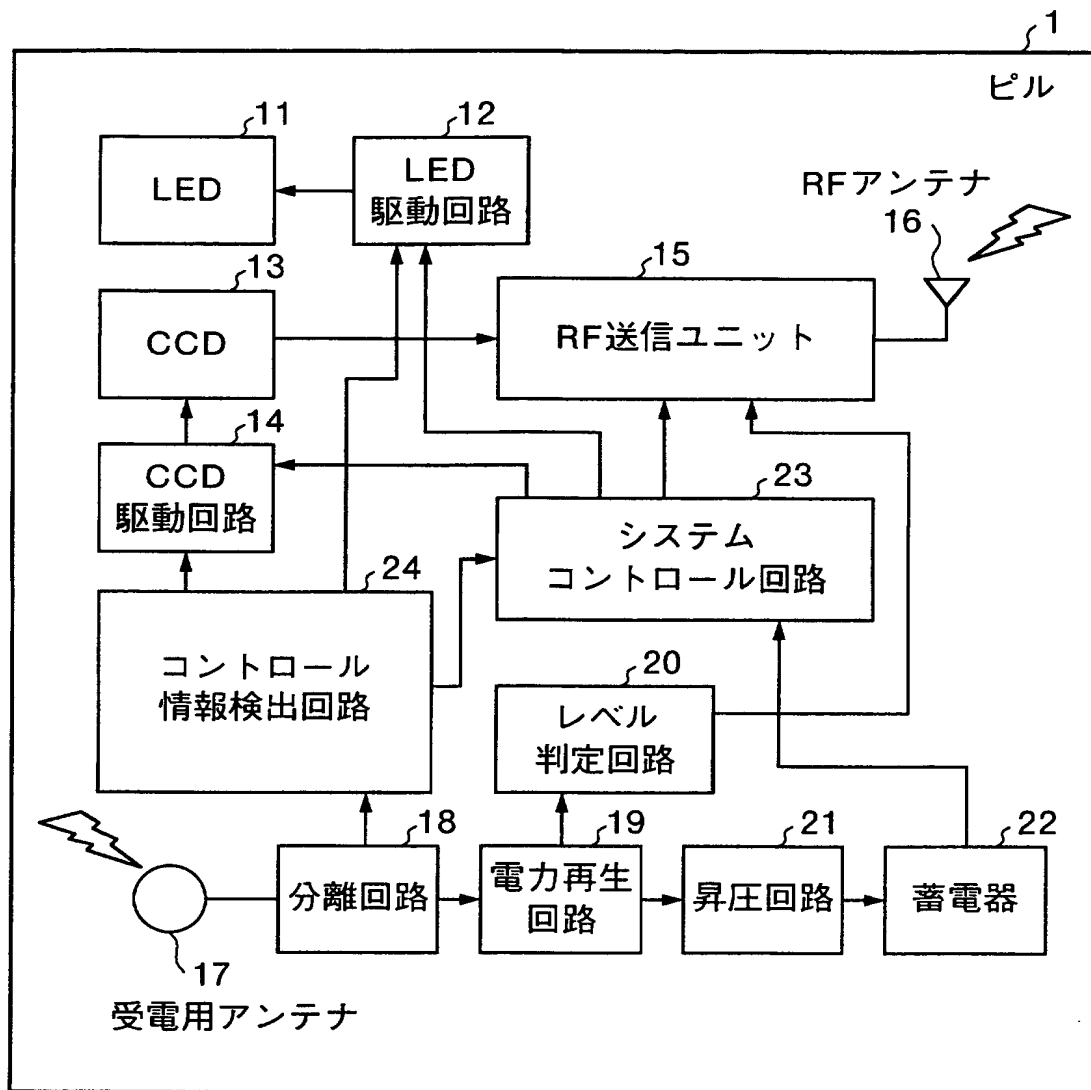 1
ピル
11
LED
12
LED
駆動回路
RFアンテナ
16
13
CCD
15
RF送信ユニット
14
CCD
駆動回路
23
システム
コントロール回路
24
コントロール
情報検出回路
20
レベル
判定回路
17
受電用アンテナ
18
分離回路
19
電力再生
回路
21
昇圧回路
22
蓄電器